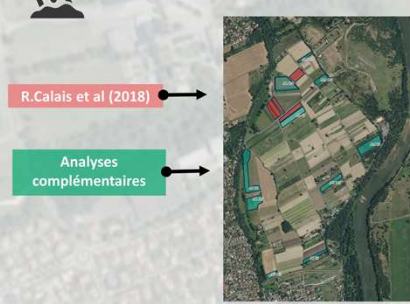 R.Calais et al (2018)
Analyses
complémentaires